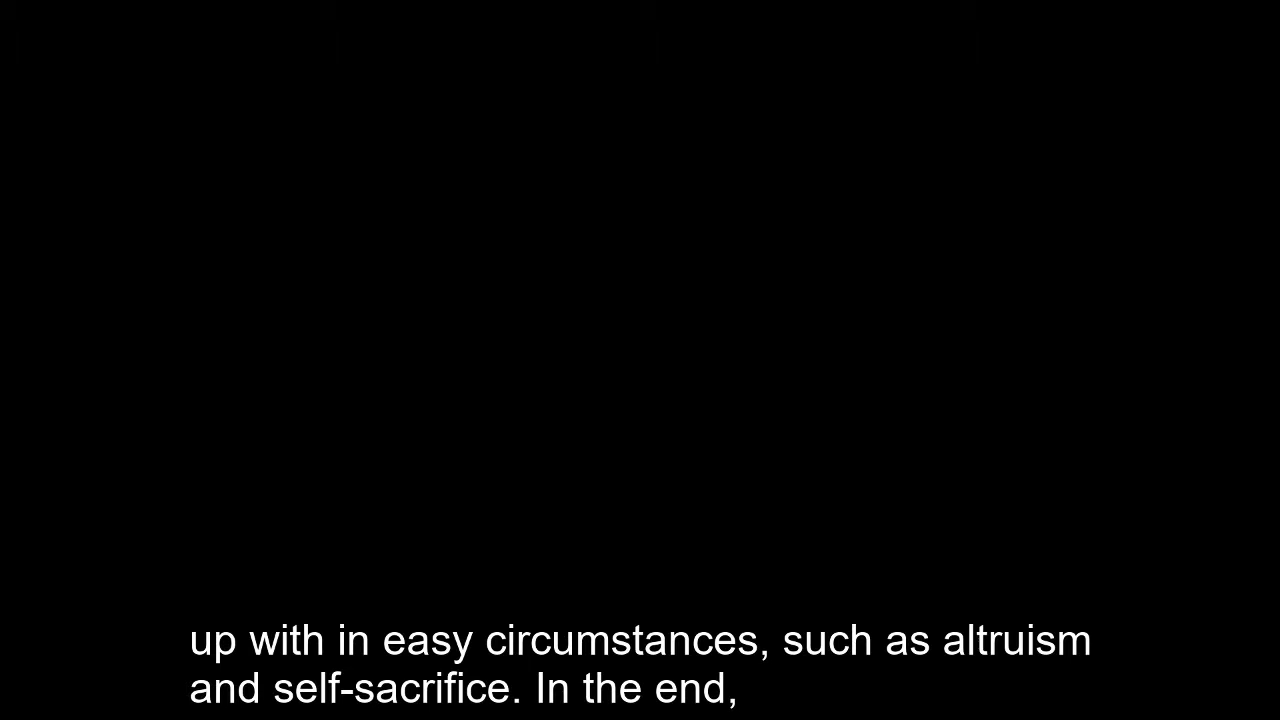 up with in easy circumstances, such as altruism
and self-sacrifice. In the end,